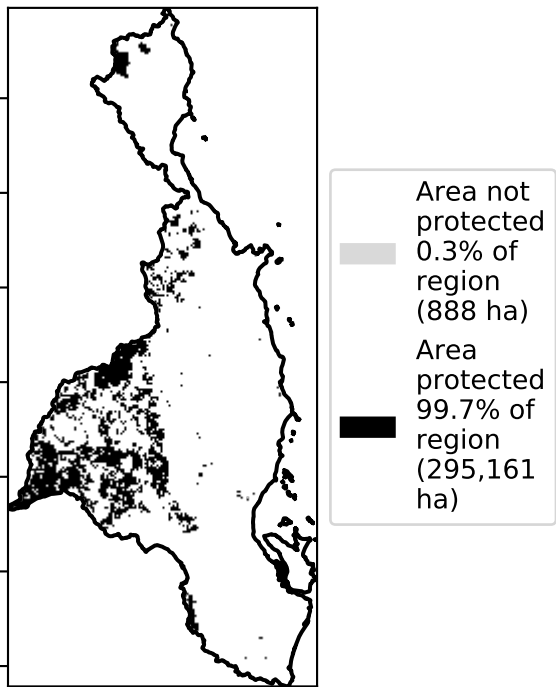 Area not
protected
0.3% of
region
(888 ha)
Area
protected
99.7% of
region
(295,161
ha)